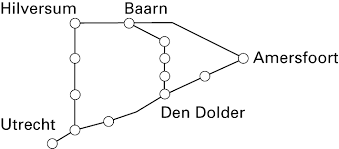 Hilversum
Baarn
Amersfoort
Den Dolder
Utrecht